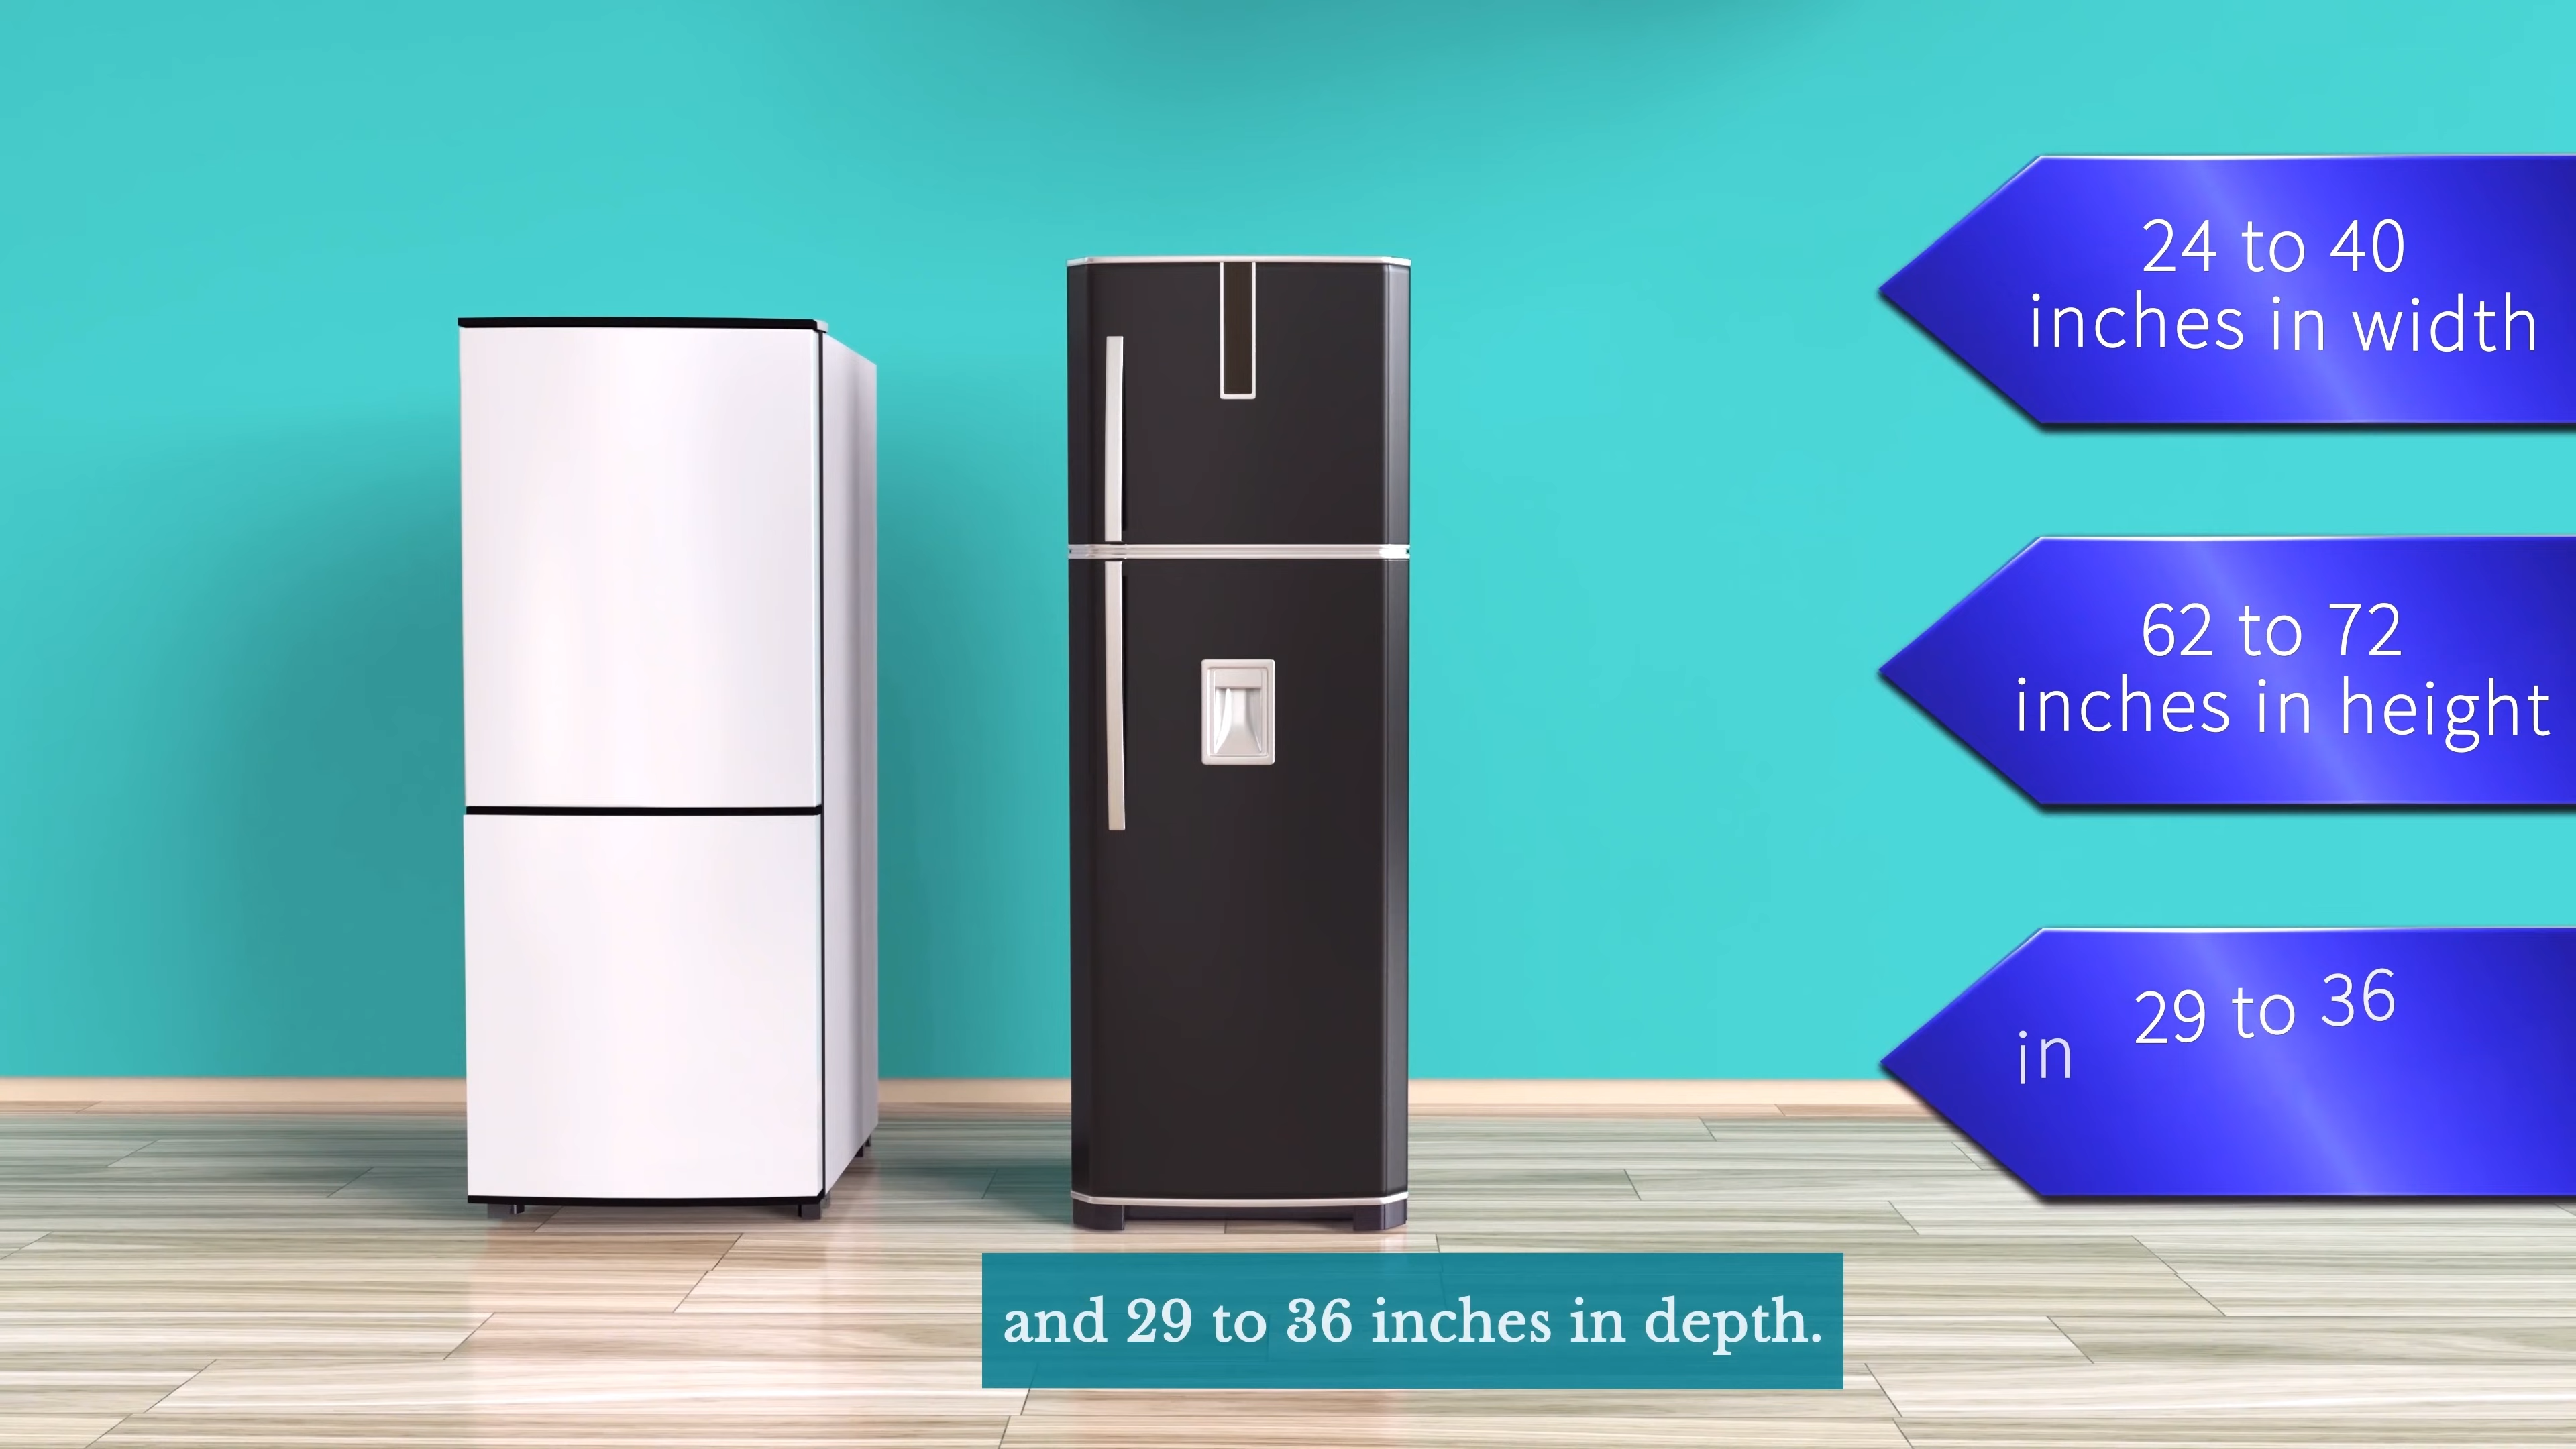 24 to 40
inches in width
62 to 72
inches in height
29 to 36
in
and 29 to 36 inches in depth.